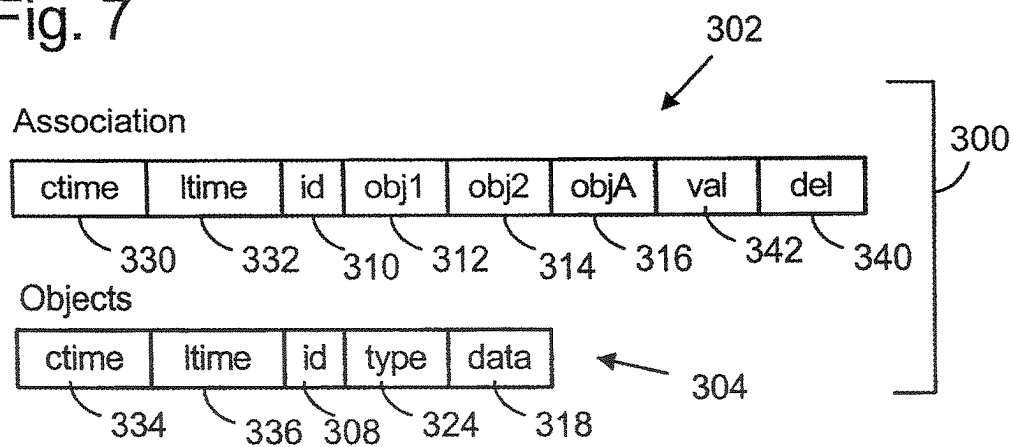 Fig. 7
302
Association
300
ctime ltime id obj1 obj2 objA val del
330 332 310 312 314 316 342 340
Objects
ctime ltime id type data
304
334 336 308 324 318